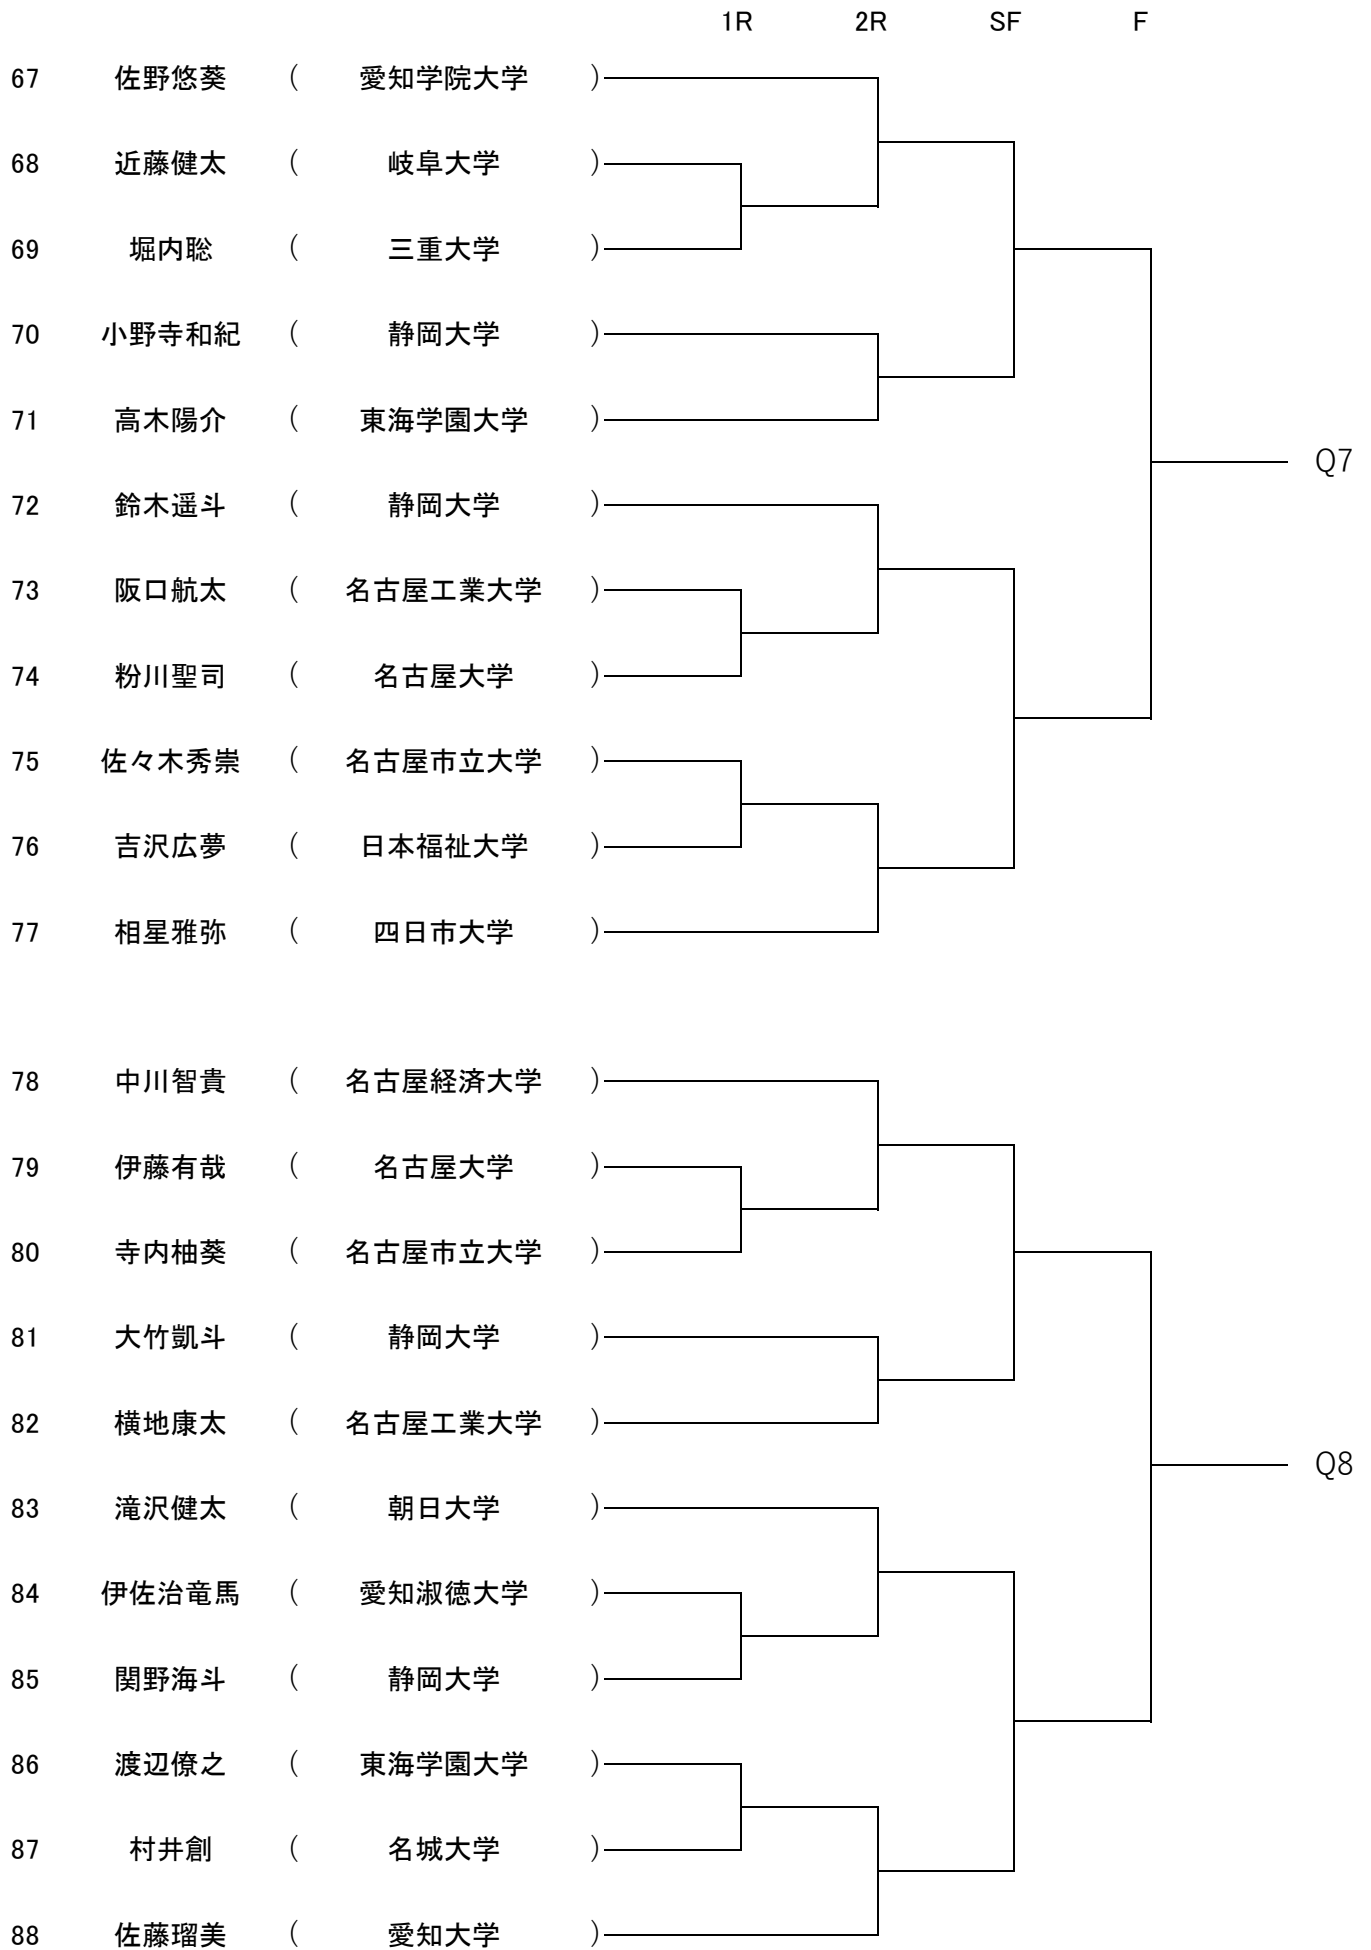 1R 2R SF F
67 佐野悠葵 ( 愛知学院大学 )
68 近藤健太 ( 岐阜大学 )
69 堀内聡 ( 三重大学 )
70 小野寺和紀 ( 静岡大学 )
71 高木陽介 ( 東海学園大学 )
Q7
72 鈴木遥斗 ( 静岡大学 )
73 阪口航太 ( 名古屋工業大学 )
74 粉川聖司 ( 名古屋大学 )
75 佐々木秀崇 ( 名古屋市立大学 )
76 吉沢広夢 ( 日本福祉大学 )
77 相星雅弥 ( 四日市大学 )
78 中川智貴 ( 名古屋経済大学 )
79 伊藤有哉 ( 名古屋大学 )
80 寺内柚葵 ( 名古屋市立大学 )
81 大竹凱斗 ( 静岡大学 )
82 横地康太 ( 名古屋工業大学 )
Q8
83 滝沢健太 ( 朝日大学 )
84 伊佐治竜馬 ( 愛知淑徳大学 )
85 関野海斗 ( 静岡大学 )
86 渡辺僚之 ( 東海学園大学 )
87 村井創 ( 名城大学 )
88 佐藤瑠美 ( 愛知大学 )